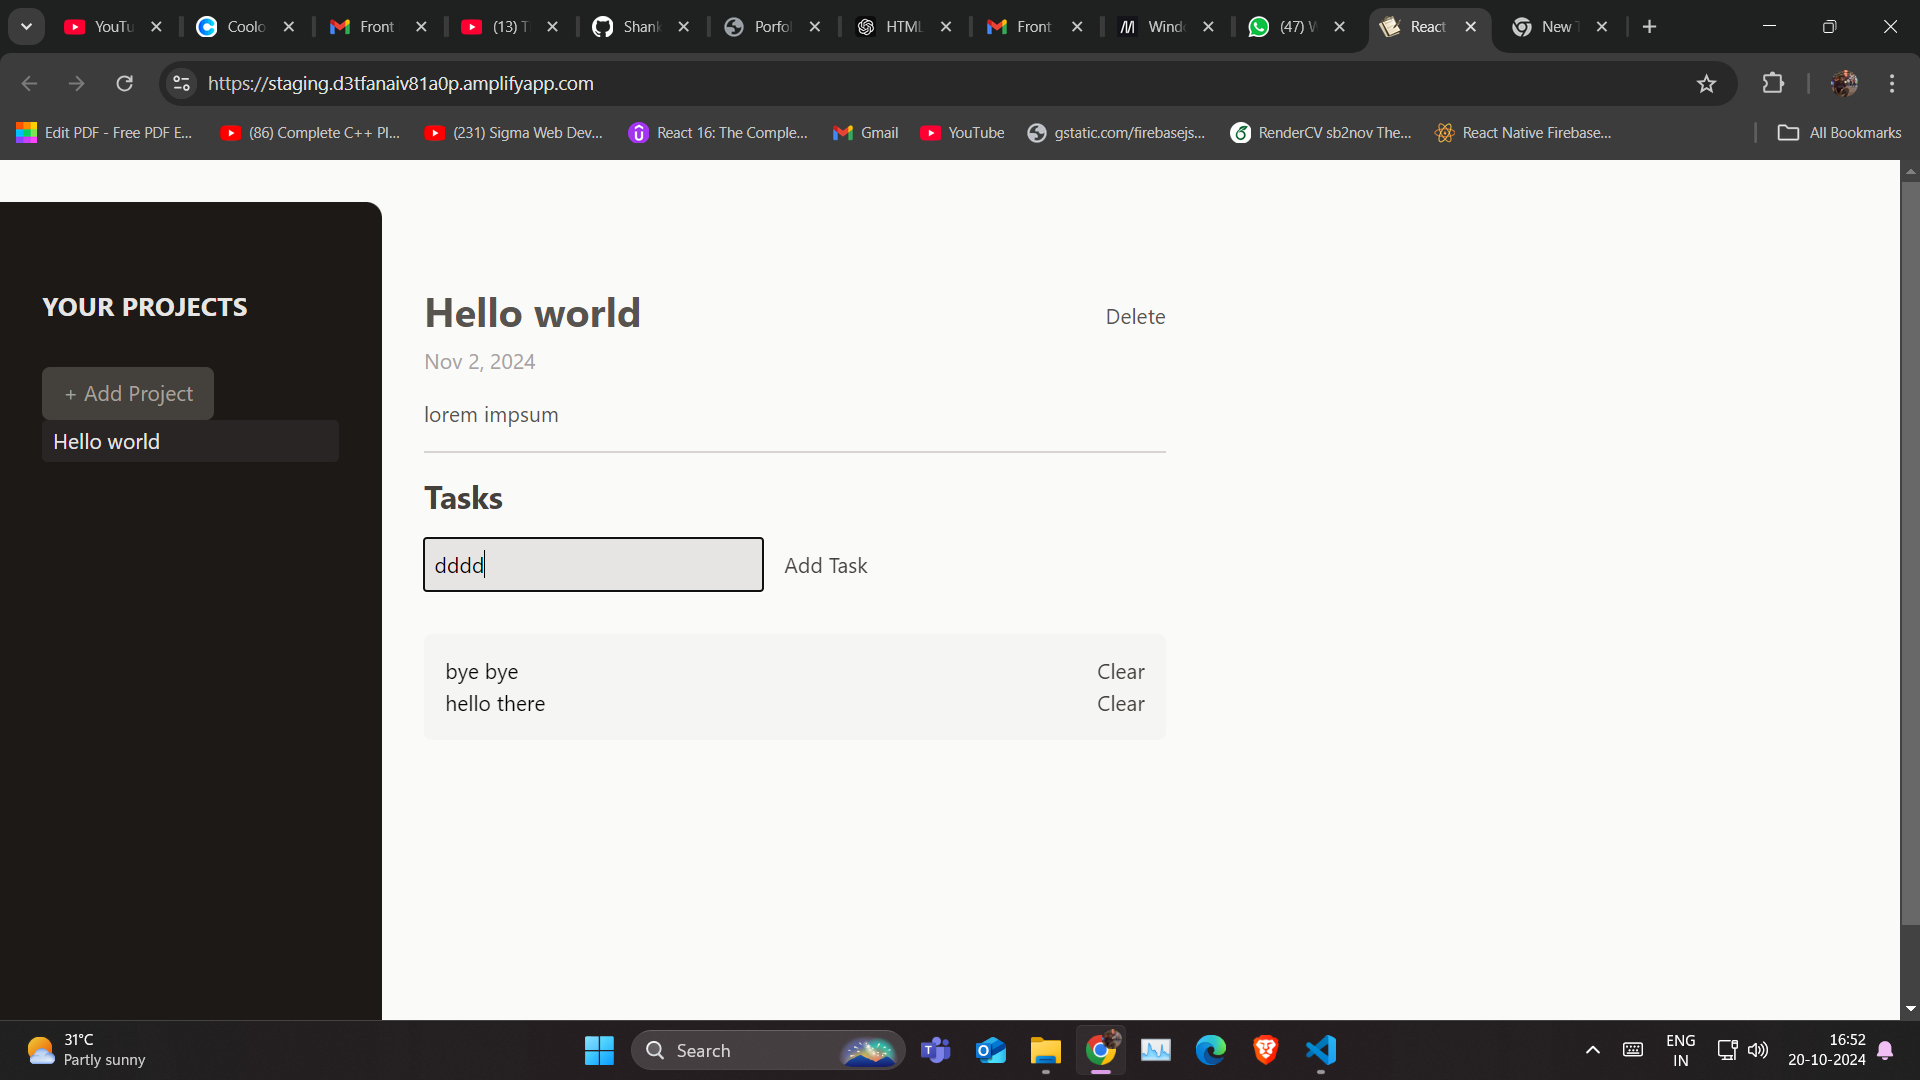 YouTu
Coolo
Front
(13) T
Shank
Porfol
HTML
Front
Wind
(47) W
React
New T
https://staging.d3tfanaiv81a0p.amplifyapp.com
Edit PDF - Free PDF E...
(86) Complete C++ Pl...
(231) Sigma Web Dev...
React 16: The Comple...
Gmail
YouTube
gstatic.com/firebasejs...
RenderCV sb2nov The...
React Native Firebase...
All Bookmarks
YOUR PROJECTS
+ Add Project
Hello world
Hello world
Delete
Nov 2, 2024
lorem impsum
Tasks
dddd
Add Task
bye bye
Clear
hello there
Clear
31°C
Partly sunny
Search
ENG
IN
16:52
20-10-2024